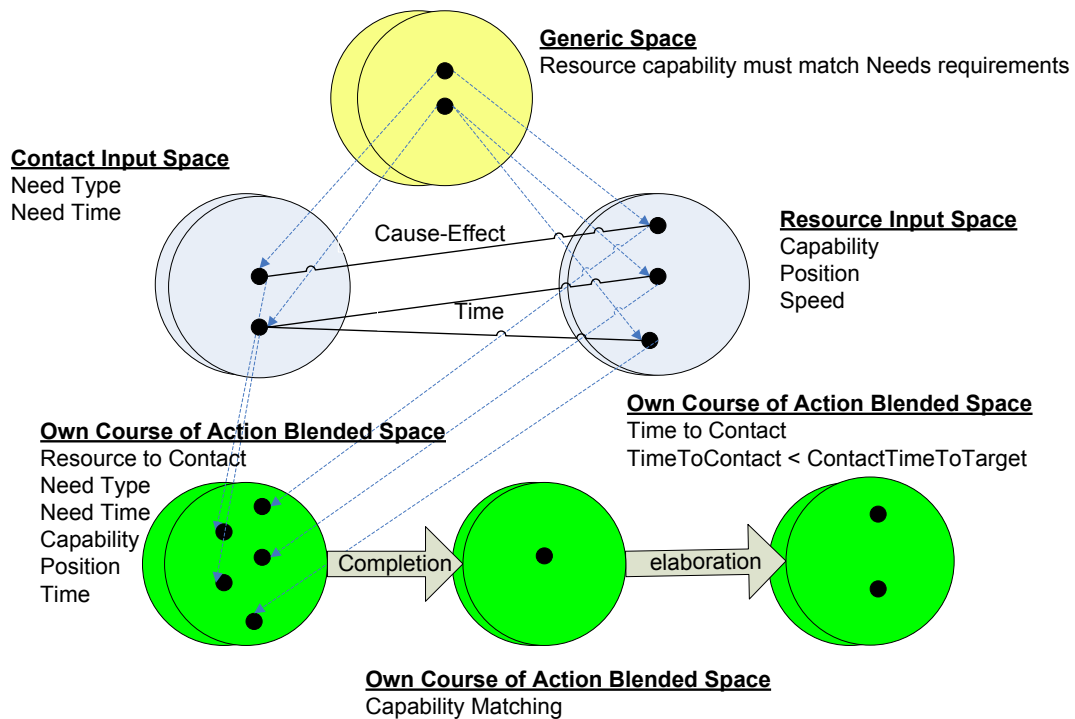 Generic Space
Resource capability must match Needs requirements
Contact Input Space
Need Type
Need Time
Cause-Effect
Time
Resource Input Space
Capability
Position
Speed
Own Course of Action Blended Space
Resource to Contact
Need Type
Need Time
Capability
Position
Time
Own Course of Action Blended Space
Time to Contact
TimeToContact < ContactTimeToTarget
Completion
elaboration
Own Course of Action Blended Space
Capability Matching